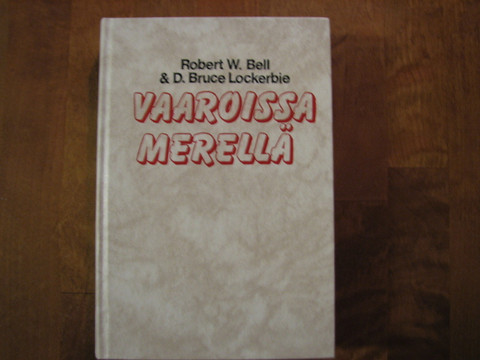 Robert W. Bell
& D. Bruce Lockerbie
VAAROISSA
MERELLÄ